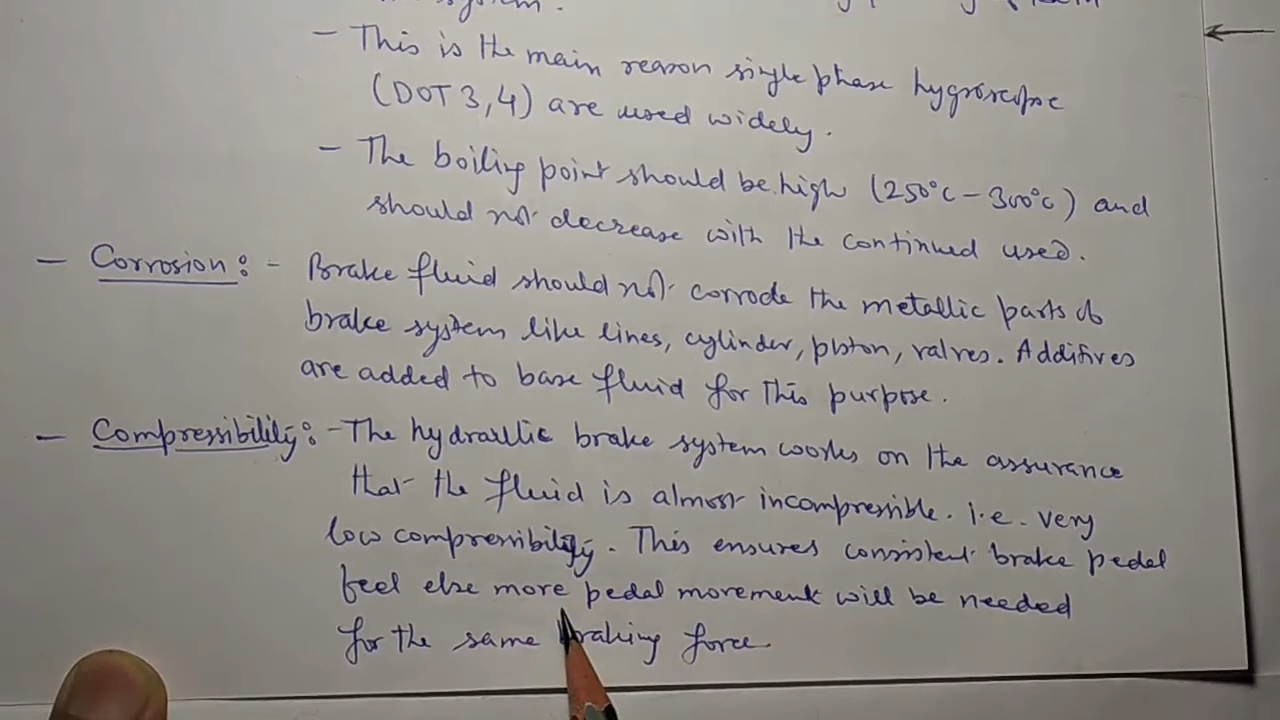 system.
- This is the main reason single phase hygroscopic
(DOT 3,4) are used widely.
- The boiling point should be high (250°C - 300°C) and
should not decrease with the continued used.
- Corrosion: - Brake fluid should not corrode the metallic parts of
brake system like lines, cylinder, piston, valves. Additives
are added to base fluid for this purpose.
- Compressibility: - The hydraulic brake system works on the assurance
that the fluid is almost incompressible. i.e. very
low compressibility. This ensures consistent brake pedal
feel else more pedal movement will be needed
for the same braking force.